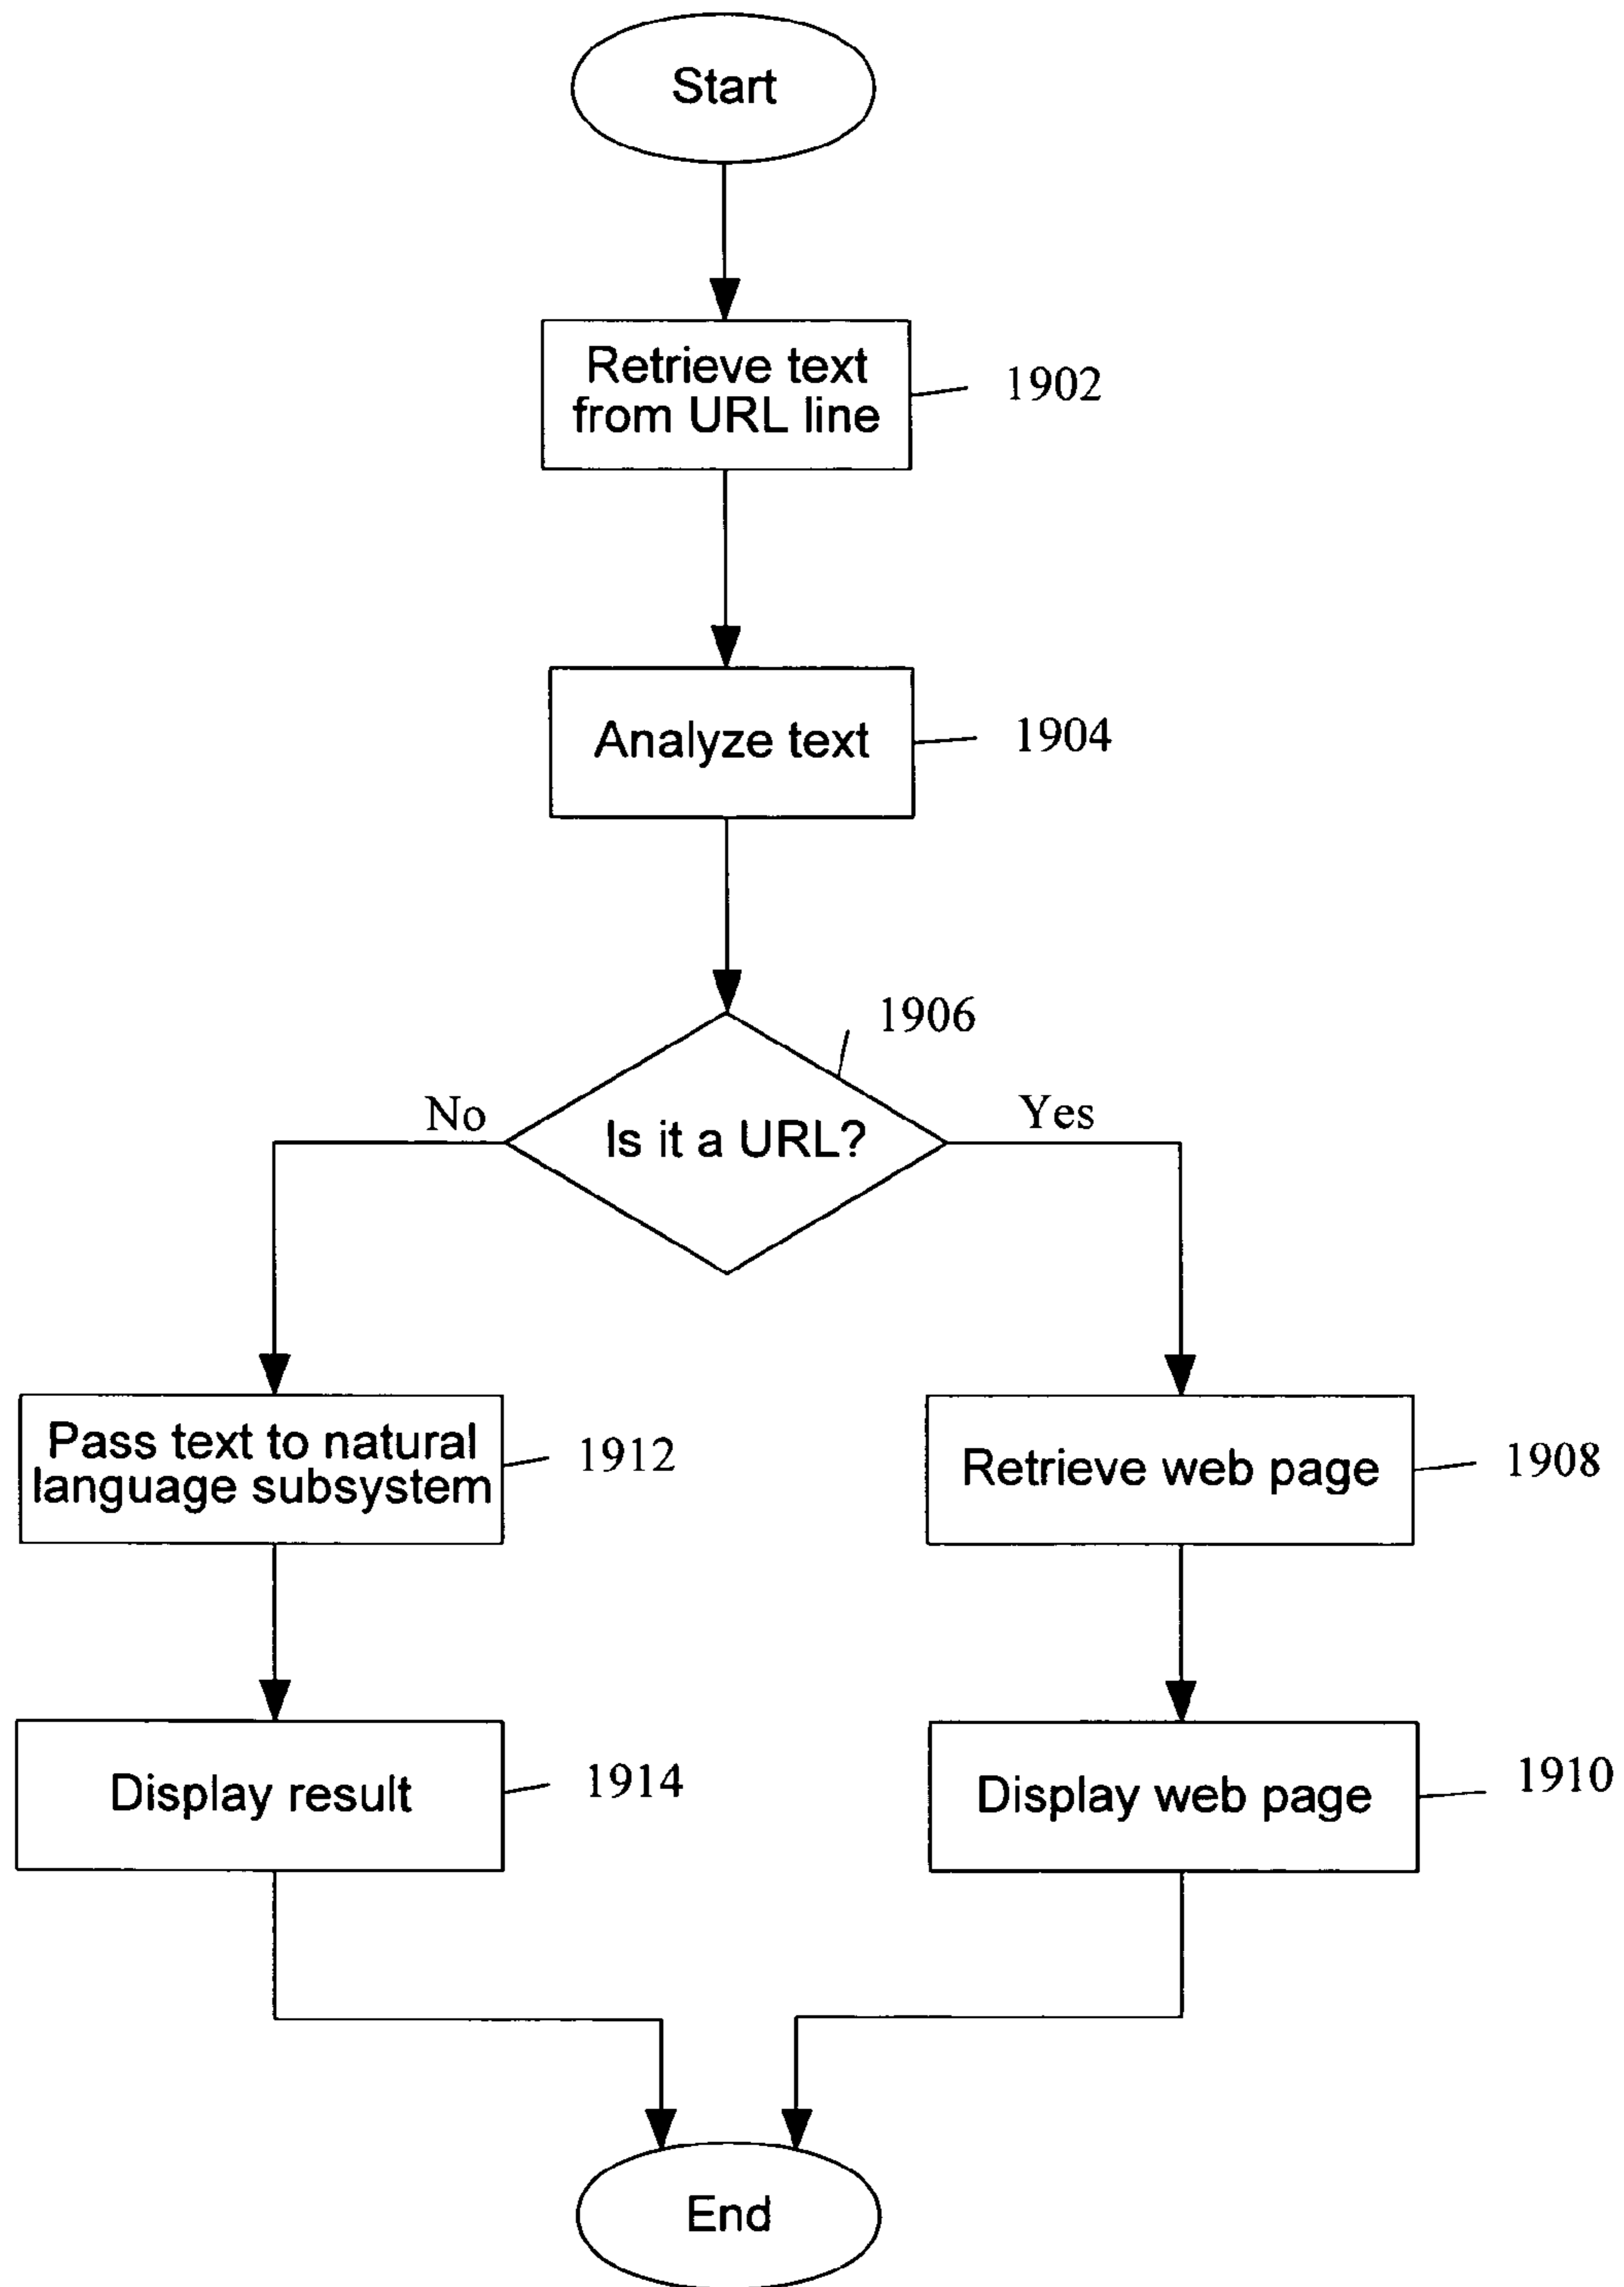 Start
Retrieve text
from URL line
1902
Analyze text
1904
1906
No
Is it a URL?
Yes
Pass text to natural
language subsystem
1912
Retrieve web page
1908
Display result
1914
Display web page
1910
End